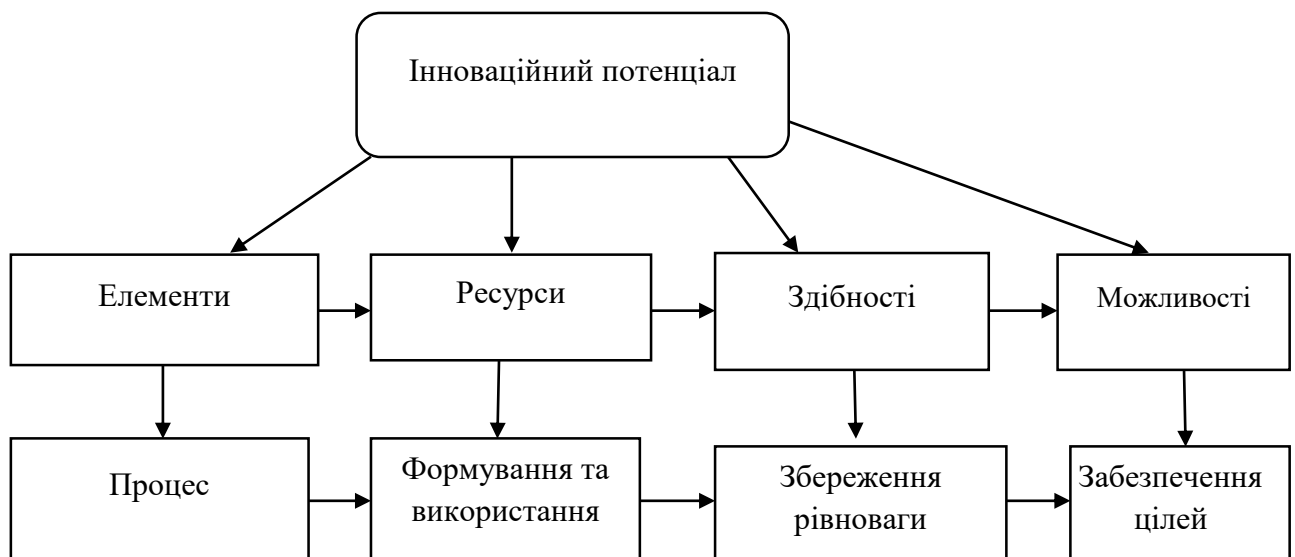 Інноваційний потенціал
Елементи
Ресурси
Здібності
Можливості
Процес
Формування та
використання
Збереження
рівноваги
Забезпечення
цілей